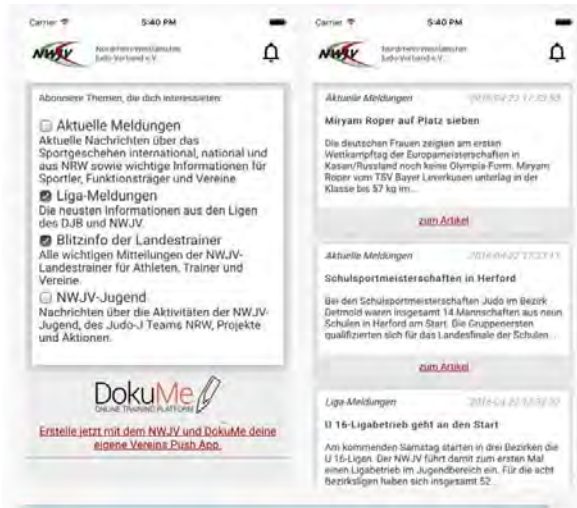 Carrier
5:40 PM
NWJV
Nordrhein-Westfälischer
Judo-Verband e.V.
Abonniere Themen, die dich interessieren:
Aktuelle Meldungen
Aktuelle Nachrichten über das
Sportgeschehen international, national und
aus NRW sowie wichtige Informationen für
Sportler, Funktionsträger und Vereine.
Liga-Meldungen
Die neusten Informationen aus den Ligen
des DJB und NWJV.
Blitzinfo der Landestrainer
Alle wichtigen Mitteilungen der NWJV-
Landestrainer für Athleten, Trainer und
Vereine.
NWJV-Jugend
Nachrichten über die Aktivitäten der NWJV-
Jugend, des Judo-J Teams NRW, Projekte
und Aktionen.
DokuMe
ONLINE TRAINING PLATFORM
Erstelle jetzt mit dem NWJV und DokuMe deine
eigene Vereins Push App.
Carrier
5:40 PM
NWJV
Nordrhein-Westfälischer
Judo-Verband e.V.
Aktuelle Meldungen
Miryam Roper auf Platz sieben
Die deutschen Frauen zeigten am ersten
Wettkampftag der Europameisterschaften in
Kasan/Russland noch keine Olympia-Form. Miryam
Roper vom TSV Bayer Leverkusen unterlag in der
Klasse bis 57 kg im...
zum Artikel
Aktuelle Meldungen
Schulsportmeisterschaften in Herford
Bei den Schulsportmeisterschaften Judo im Bezirk
Detmold waren insgesamt 14 Mannschaften aus neun
Schulen in Herford am Start. Die Gruppenersten
qualifizierten sich für das Landesfinale der Schulen...
zum Artikel
Liga-Meldungen
U 16-Ligabetrieb geht an den Start
Am kommenden Samstag starten in drei Bezirken die
U 16-Ligen. Der NWJV führt damit zum ersten Mal
einen Ligabetrieb im Jugendbereich ein. Für die acht
Bezirksligen haben sich insgesamt 52...